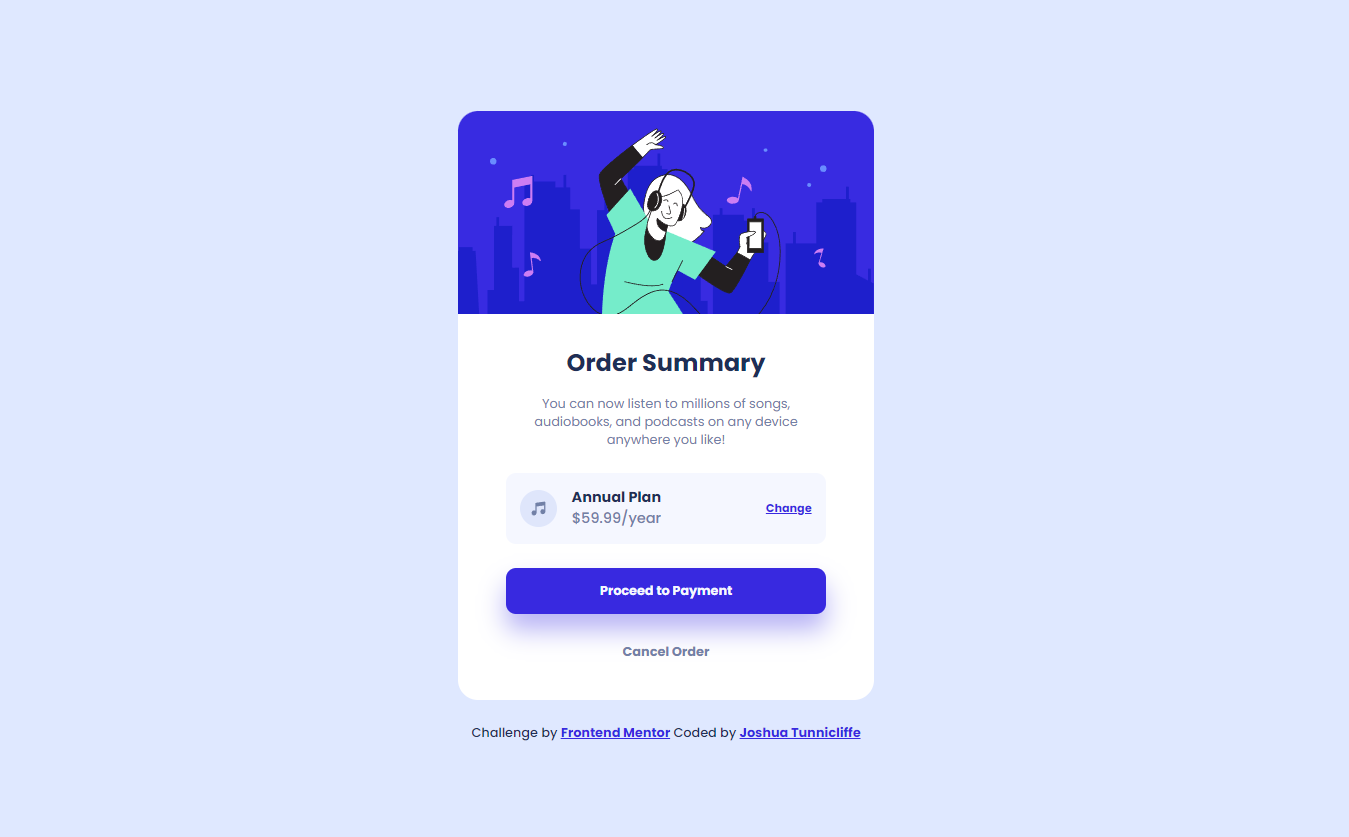 Order Summary
You can now listen to millions of songs,
audiobooks, and podcasts on any device
anywhere you like!
Annual Plan
$59.99/year
Change
Proceed to Payment
Cancel Order
Challenge by Frontend Mentor Coded by Joshua Tunnicliffe